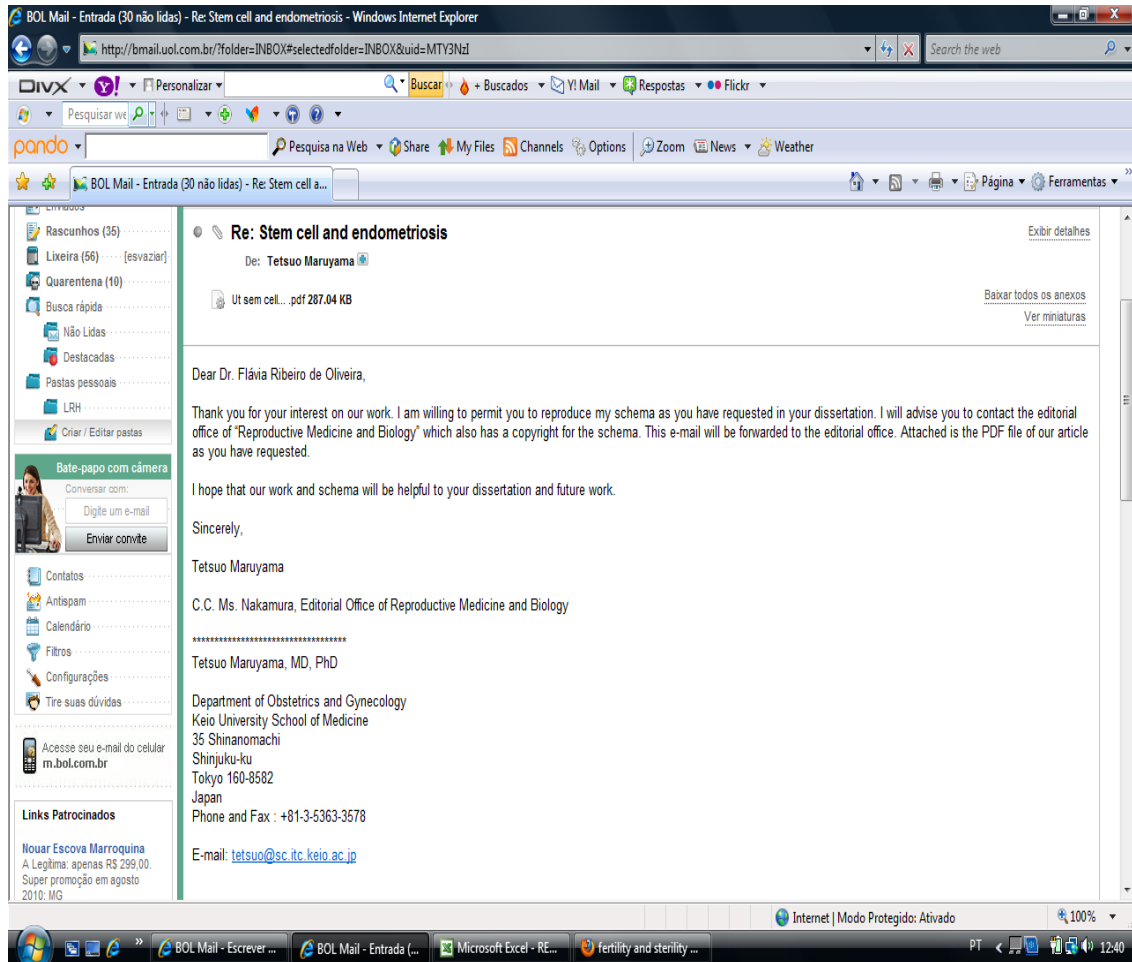 BOL Mail - Entrada (30 não lidas) - Re: Stem cell and endometriosis - Windows Internet Explorer
http://bmail.uol.com.br/?folder=INBOX#selectedfolder=INBOX&uid=MTY3NzI
Search the web
DIVX Y! Personalizar Buscar + Buscados Y! Mail Respostas Flickr
Pesquisar we
pando Pesquisa na Web Share My Files Channels Options Zoom News Weather
BOL Mail - Entrada (30 não lidas) - Re: Stem cell a... Página Ferramentas
Enviados
Rascunhos (35)
Lixeira (56) [esvaziar]
Quarentena (10)
Busca rápida
Não Lidas
Destacadas
Pastas pessoais
LRH
Criar / Editar pastas
Bate-papo com câmera
Conversar com:
Digite um e-mail
Enviar convite
Contatos
Antispam
Calendário
Filtros
Configurações
Tire suas dúvidas
Acesse seu e-mail do celular
m.bol.com.br
Links Patrocinados
Nouar Escova Marroquina
A Legítima: apenas R$ 299,00.
Super promoção em agosto
2010: MG
Re: Stem cell and endometriosis
Exibir detalhes
De: Tetsuo Maruyama
Ut sem cell... .pdf 287.04 KB
Baixar todos os anexos
Ver miniaturas
Dear Dr. Flávia Ribeiro de Oliveira,
Thank you for your interest on our work. I am willing to permit you to reproduce my schema as you have requested in your dissertation. I will advise you to contact the editorial
office of "Reproductive Medicine and Biology" which also has a copyright for the schema. This e-mail will be forwarded to the editorial office. Attached is the PDF file of our article
as you have requested.
I hope that our work and schema will be helpful to your dissertation and future work.
Sincerely,
Tetsuo Maruyama
C.C. Ms. Nakamura, Editorial Office of Reproductive Medicine and Biology
***********************************
Tetsuo Maruyama, MD, PhD
Department of Obstetrics and Gynecology
Keio University School of Medicine
35 Shinanomachi
Shinjuku-ku
Tokyo 160-8582
Japan
Phone and Fax : +81-3-5363-3578
E-mail: tetsuo@sc.itc.keio.ac.jp
Internet | Modo Protegido: Ativado
100%
BOL Mail - Escrever ... BOL Mail - Entrada (... Microsoft Excel - RE... fertility and sterility ... PT 12:40